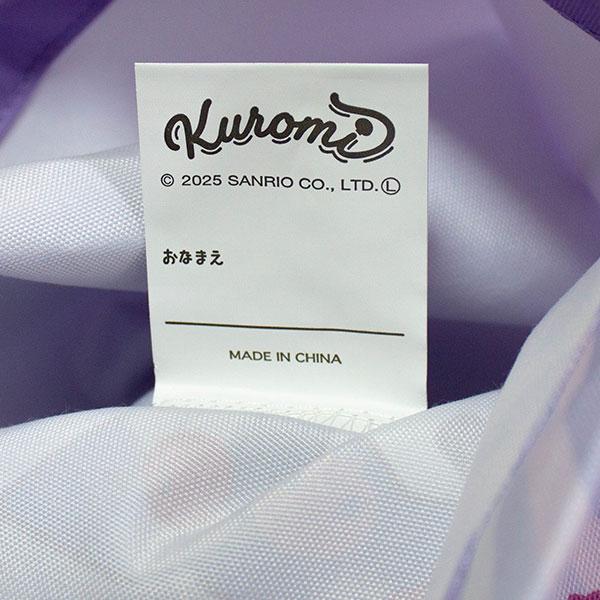 Kuromi
© 2025 SANRIO CO., LTD. Ⓛ
おなまえ
MADE IN CHINA